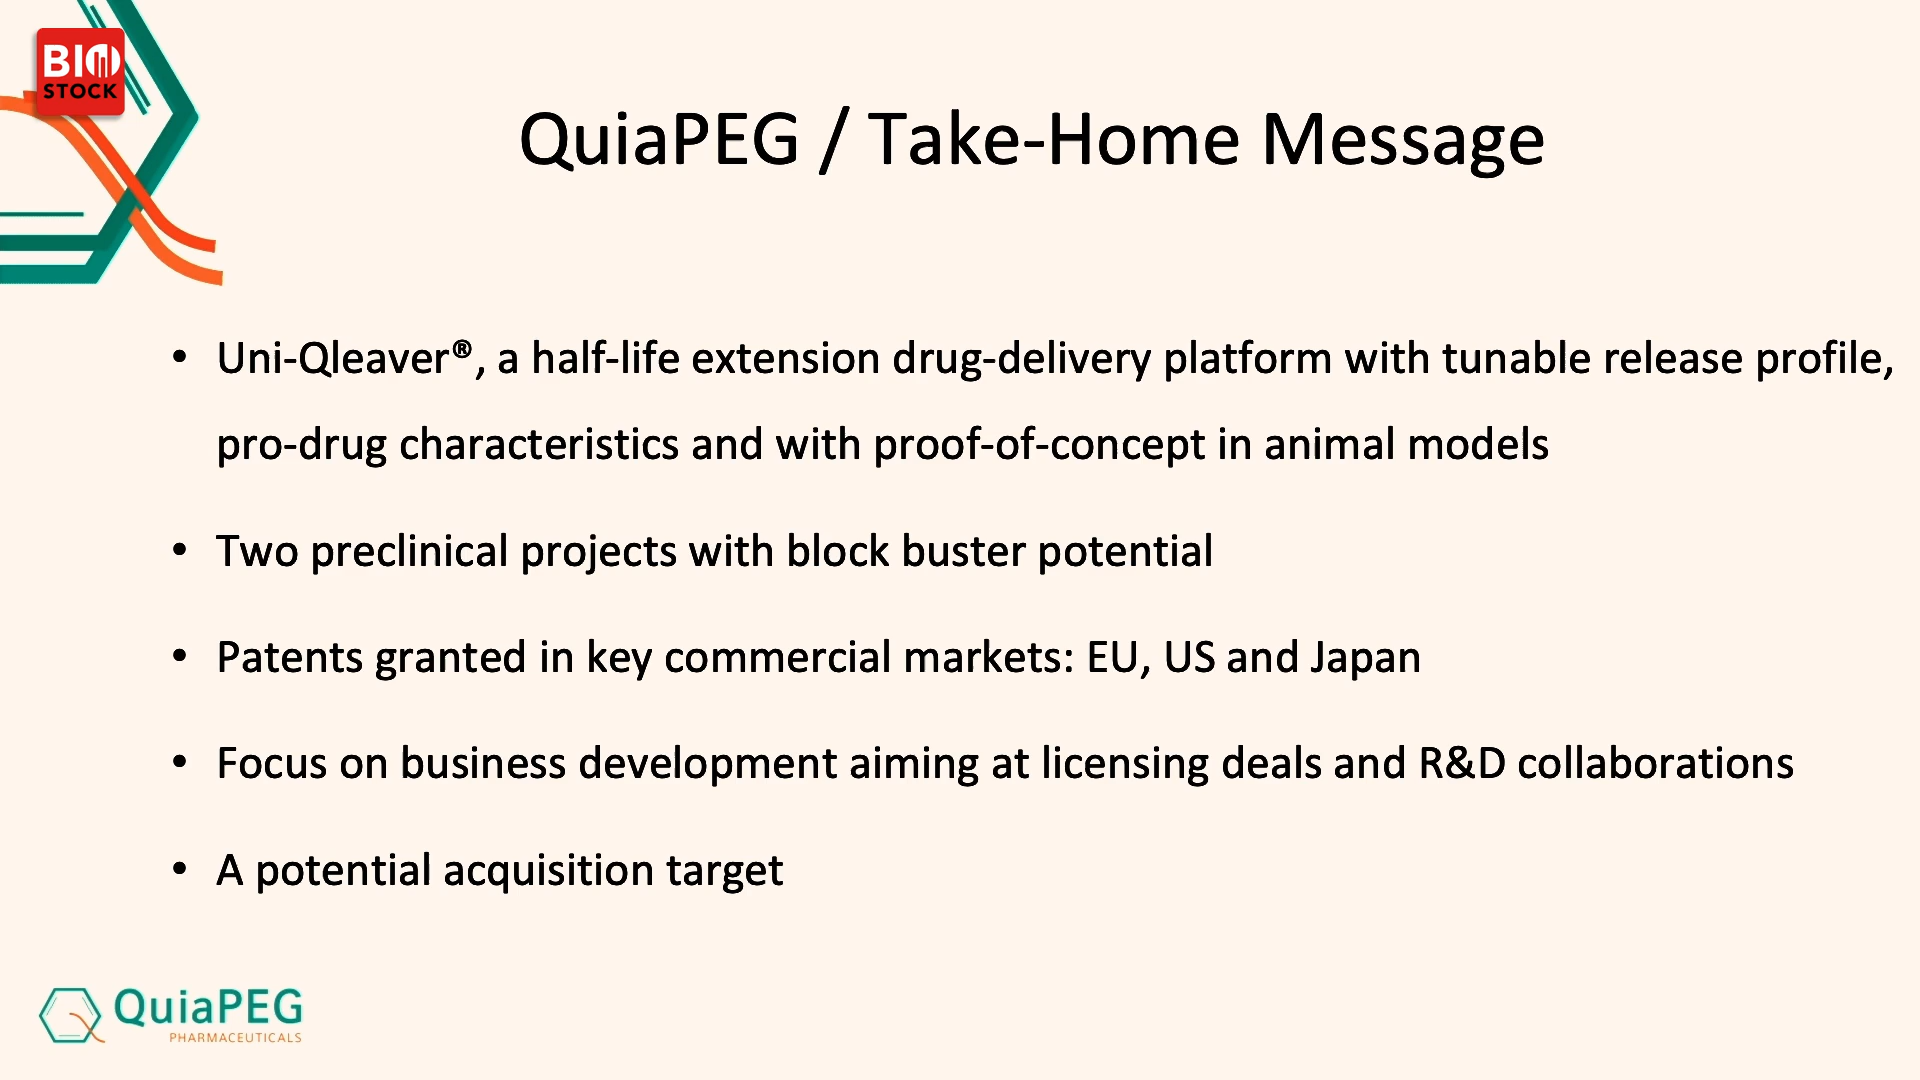 BIO
STOCK
QuiaPEG / Take-Home Message
• Uni-Qleaver®, a half-life extension drug-delivery platform with tunable release profile,
pro-drug characteristics and with proof-of-concept in animal models
• Two preclinical projects with block buster potential
• Patents granted in key commercial markets: EU, US and Japan
• Focus on business development aiming at licensing deals and R&D collaborations
• A potential acquisition target
QuiaPEG
PHARMACEUTICALS